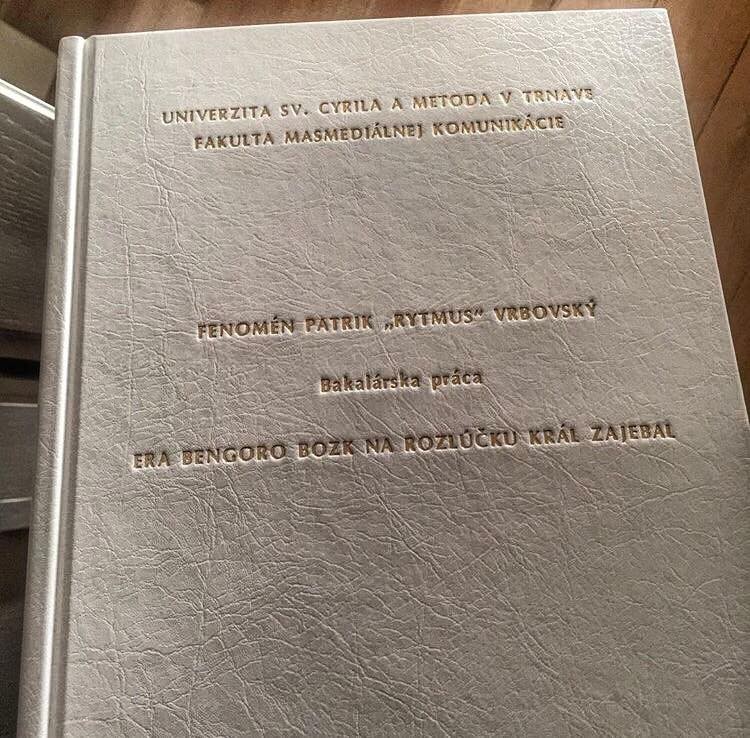 UNIVERZITA SV. CYRILA A METODA V TRNAVE
FAKULTA MASMEDIÁLNEJ KOMUNIKÁCIE
FENOMÉN PATRIK „RYTMUS“ VRBOVSKÝ
Bakalárska práca
ERA BENGORO BOZK NA ROZLÚČKU KRÁL ZAJEBAL